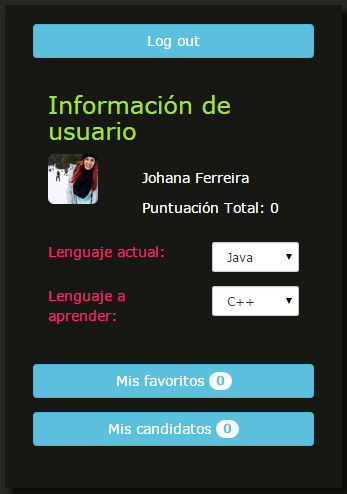 Log out
Información de
usuario
Johana Ferreira
Puntuación Total: 0
Lenguaje actual:
Java
Lenguaje a
aprender:
C++
Mis favoritos 0
Mis candidatos 0